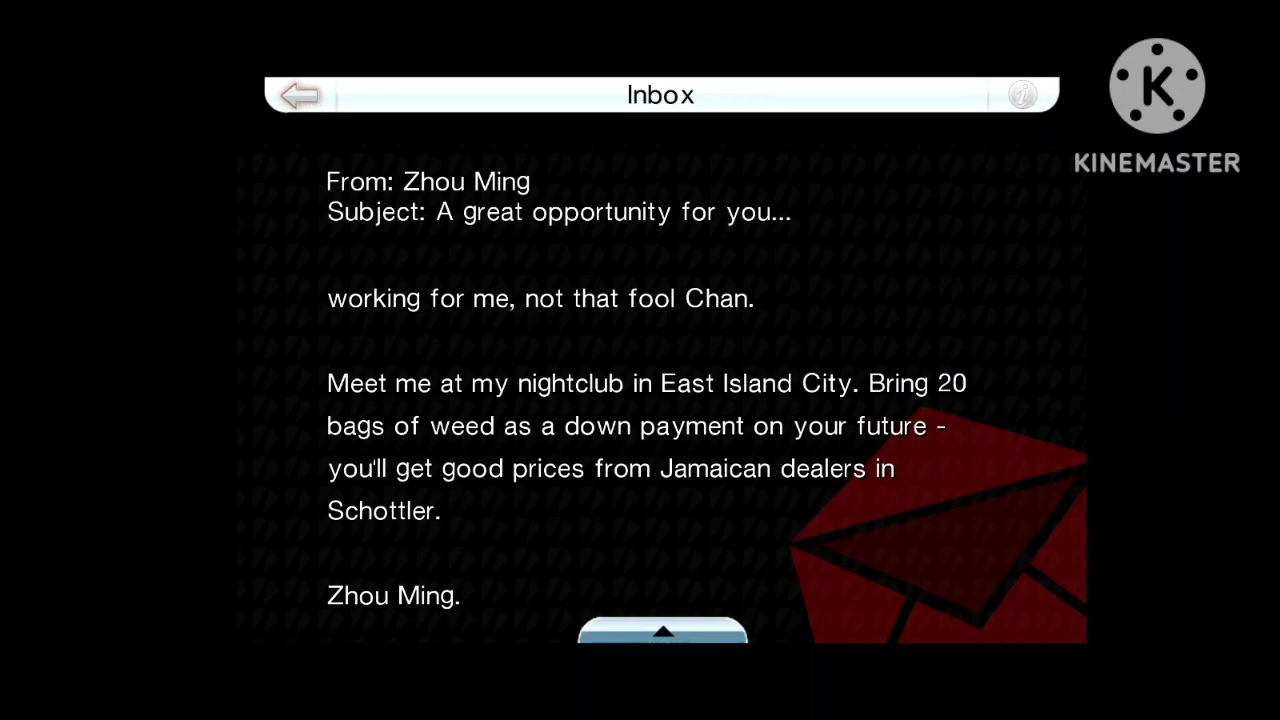 Inbox
KINEMASTER
From: Zhou Ming
Subject: A great opportunity for you...
working for me, not that fool Chan.
Meet me at my nightclub in East Island City. Bring 20
bags of weed as a down payment on your future -
you'll get good prices from Jamaican dealers in
Schottler.
Zhou Ming.